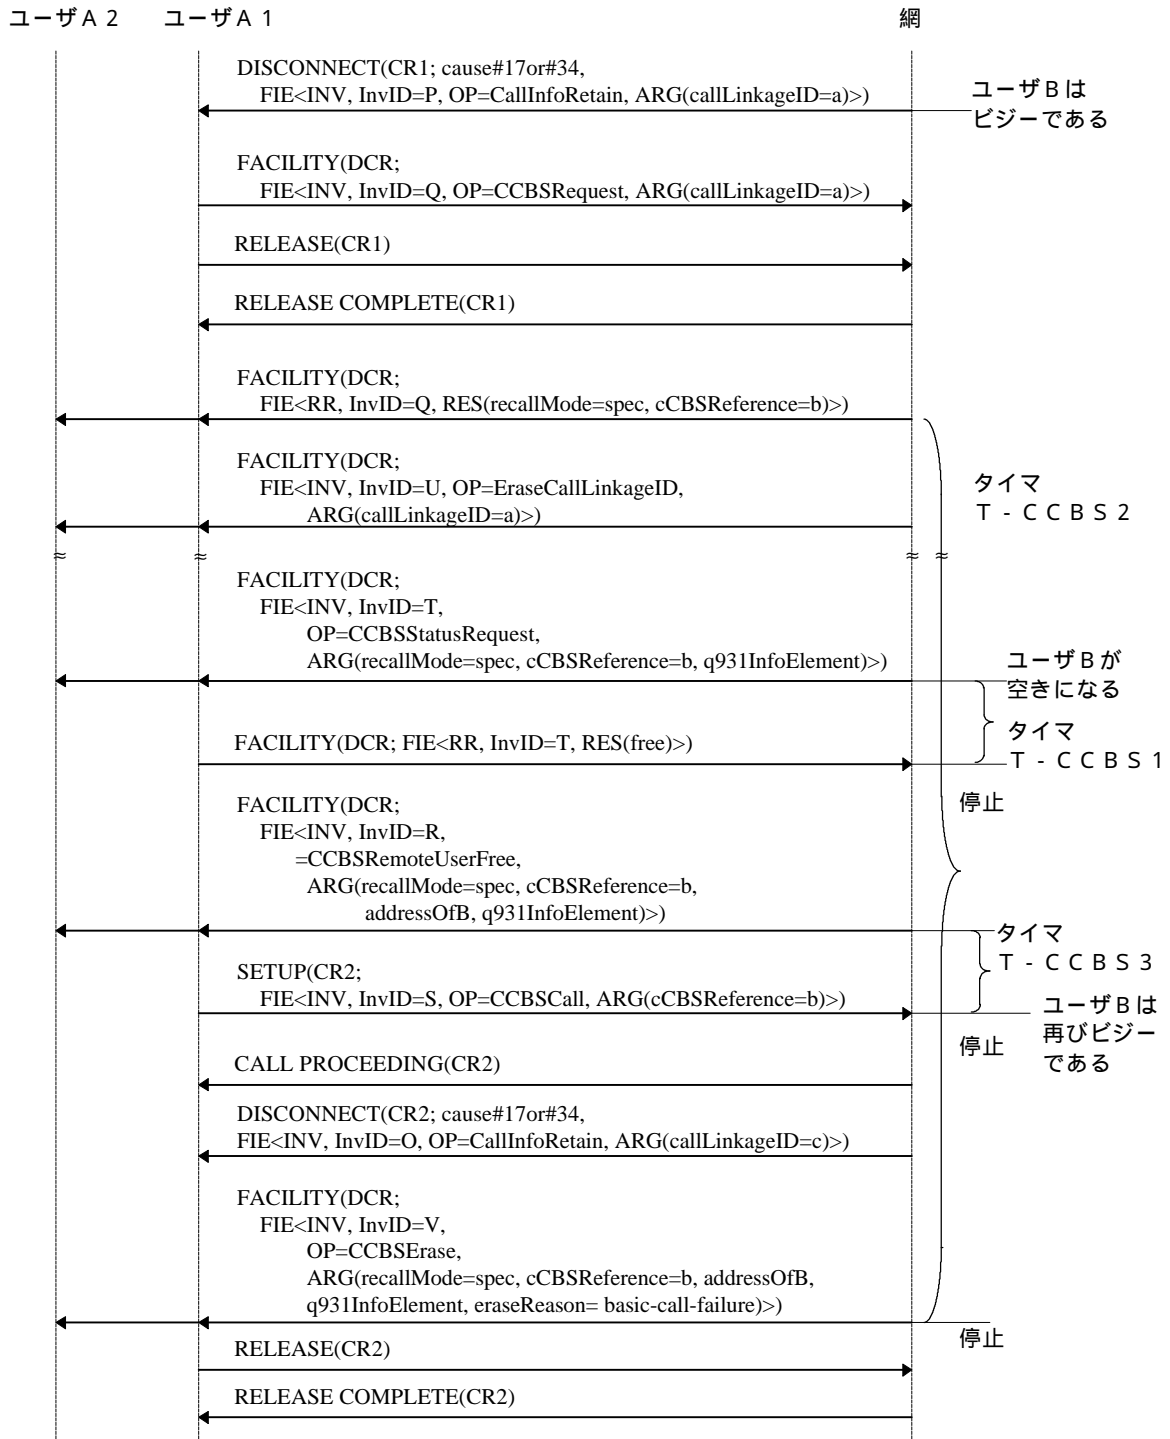 ユーザＡ２ ユーザＡ１ 網
DISCONNECT(CR1; cause#17or#34,
FIE<INV, InvID=P, OP=CallInfoRetain, ARG(callLinkageID=a)>)
ユーザＢは
ビジーである
FACILITY(DCR;
FIE<INV, InvID=Q, OP=CCBSRequest, ARG(callLinkageID=a)>)
RELEASE(CR1)
RELEASE COMPLETE(CR1)
FACILITY(DCR;
FIE<RR, InvID=Q, RES(recallMode=spec, cCBSReference=b)>)
FACILITY(DCR;
FIE<INV, InvID=U, OP=EraseCallLinkageID,
ARG(callLinkageID=a)>)
タイマ
Ｔ-ＣＣＢＳ２
≈ ≈ ≈ ≈
FACILITY(DCR;
FIE<INV, InvID=T,
OP=CCBSStatusRequest,
ARG(recallMode=spec, cCBSReference=b, q931InfoElement)>)
ユーザＢが
空きになる
FACILITY(DCR; FIE<RR, InvID=T, RES(free)>)
タイマ
Ｔ-ＣＣＢＳ１
停止
FACILITY(DCR;
FIE<INV, InvID=R,
=CCBSRemoteUserFree,
ARG(recallMode=spec, cCBSReference=b,
addressOfB, q931InfoElement)>)
タイマ
Ｔ-ＣＣＢＳ３
SETUP(CR2;
FIE<INV, InvID=S, OP=CCBSCall, ARG(cCBSReference=b)>)
ユーザＢは
再びビジー
である
停止
CALL PROCEEDING(CR2)
DISCONNECT(CR2; cause#17or#34,
FIE<INV, InvID=O, OP=CallInfoRetain, ARG(callLinkageID=c)>)
FACILITY(DCR;
FIE<INV, InvID=V,
OP=CCBSErase,
ARG(recallMode=spec, cCBSReference=b, addressOfB,
q931InfoElement, eraseReason= basic-call-failure)>)
停止
RELEASE(CR2)
RELEASE COMPLETE(CR2)